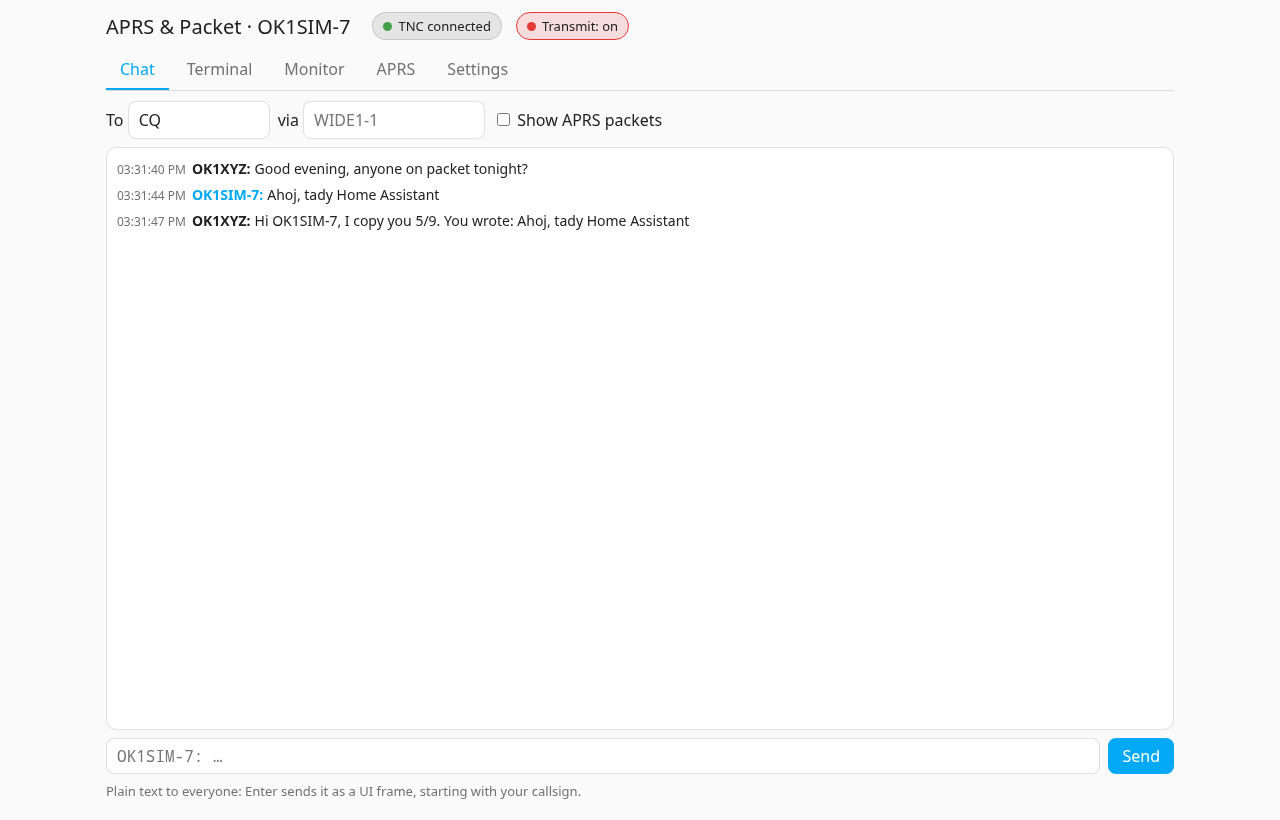 APRS & Packet · OK1SIM-7 TNC connected Transmit: on
Chat Terminal Monitor APRS Settings
To CQ via WIDE1-1 Show APRS packets
03:31:40 PM OK1XYZ: Good evening, anyone on packet tonight?
03:31:44 PM OK1SIM-7: Ahoj, tady Home Assistant
03:31:47 PM OK1XYZ: Hi OK1SIM-7, I copy you 5/9. You wrote: Ahoj, tady Home Assistant
OK1SIM-7: … Send
Plain text to everyone: Enter sends it as a UI frame, starting with your callsign.